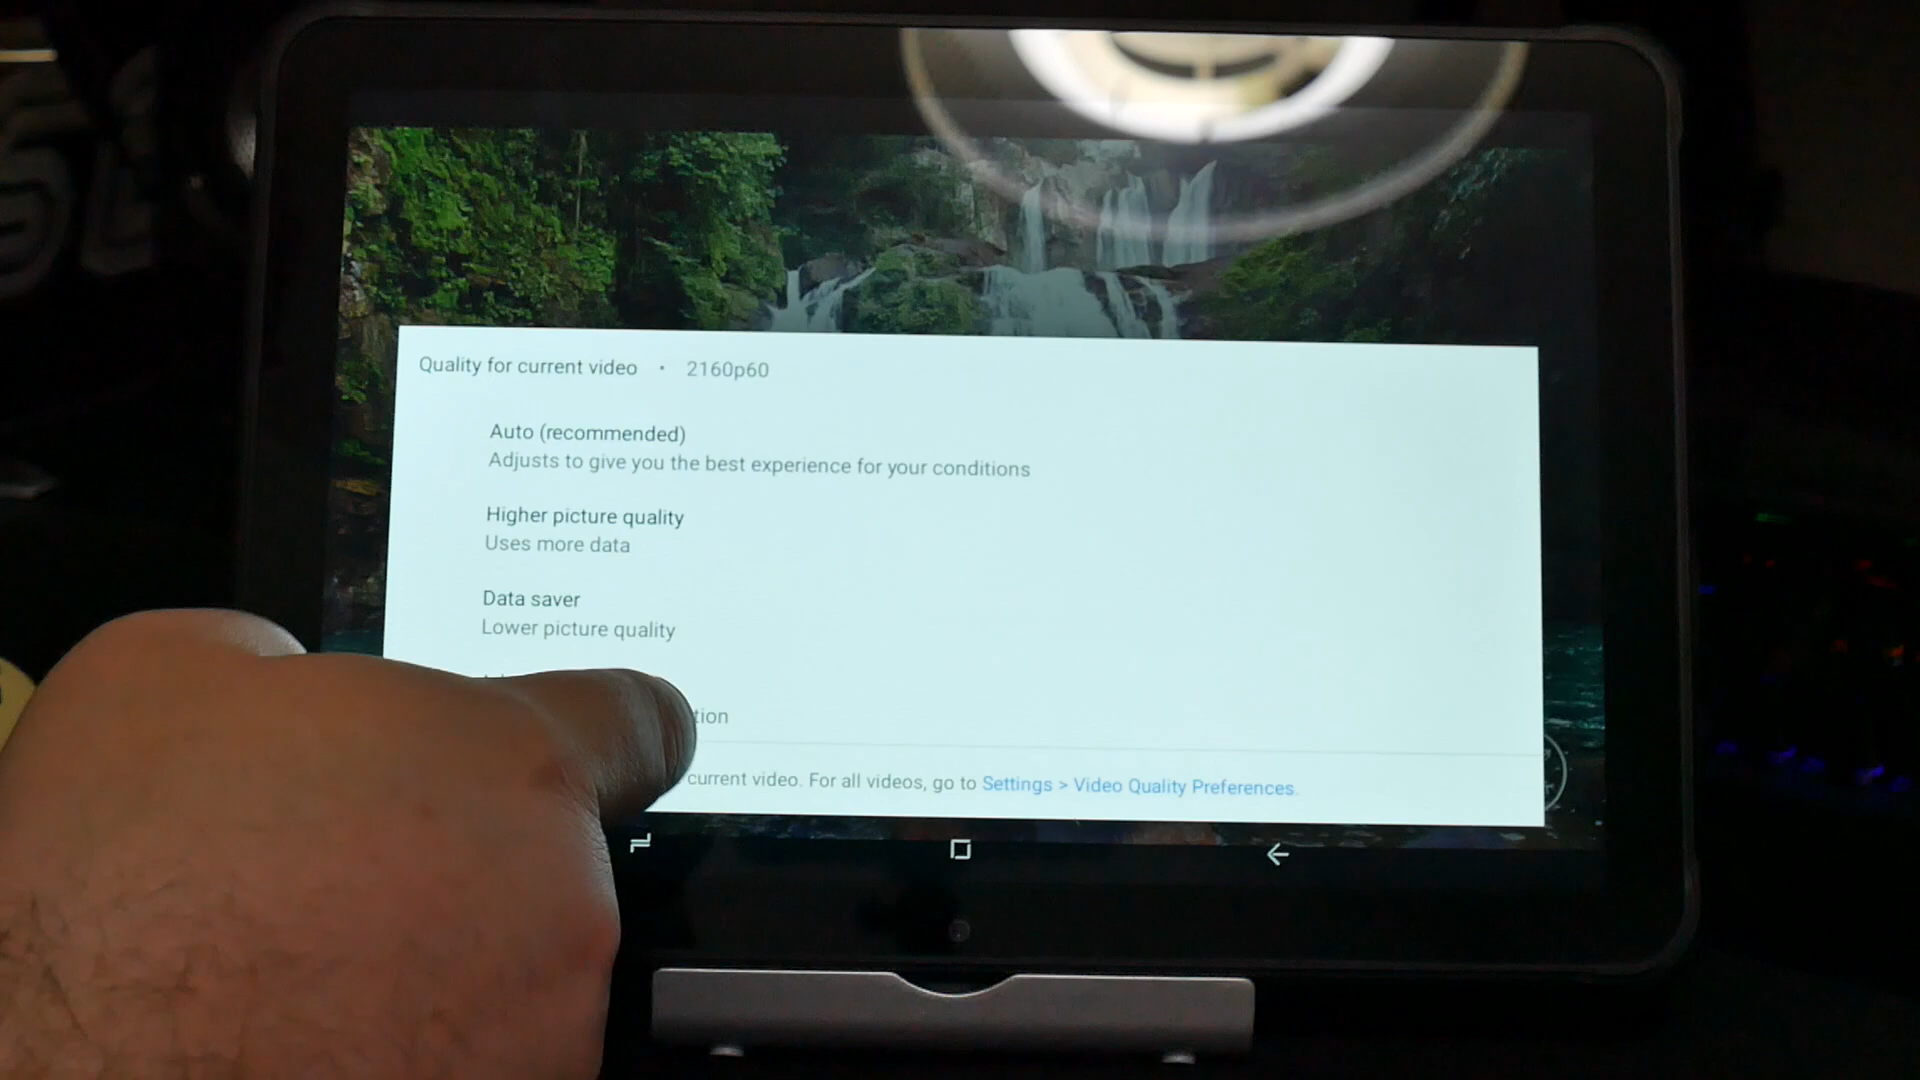 Quality for current video • 2160p60
Auto (recommended)
Adjusts to give you the best experience for your conditions
Higher picture quality
Uses more data
Data saver
Lower picture quality
tion
current video. For all videos, go to Settings > Video Quality Preferences.